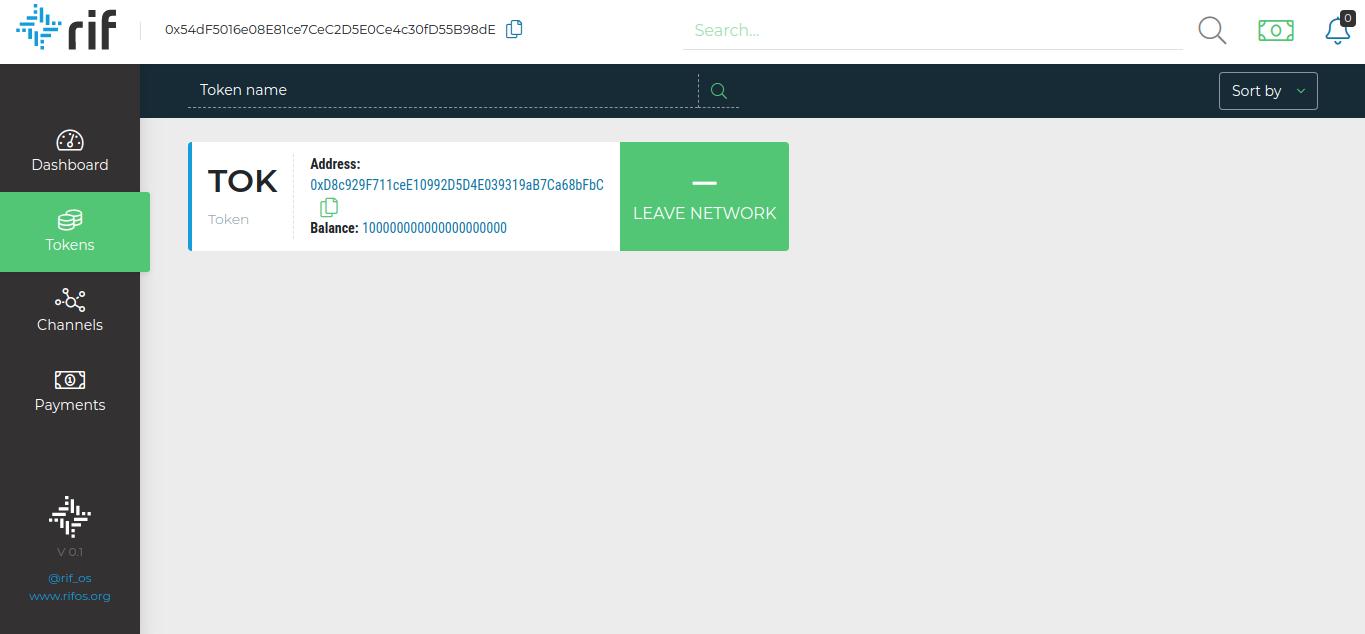 rif
0x54dF5016e08E81ce7CeC2D5E0Ce4c30fD55B98dE
Search...
0
Token name
Sort by
Dashboard
Tokens
Channels
Payments
V 0.1
@rif_os
www.rifos.org
TOK
Token
Address:
0xD8c929F711ceE10992D5D4E039319aB7Ca68bFbC
Balance: 100000000000000000000
LEAVE NETWORK